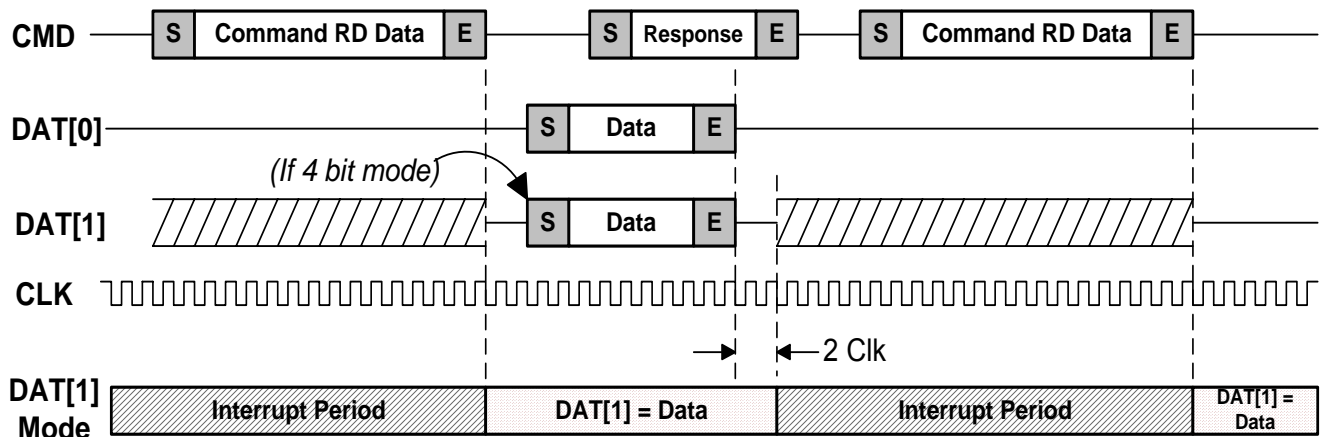 CMD S Command RD Data E S Response E S Command RD Data E
DAT[0] S Data E
(If 4 bit mode)
DAT[1] S Data E
CLK
2 Clk
DAT[1] Mode Interrupt Period DAT[1] = Data Interrupt Period DAT[1] = Data